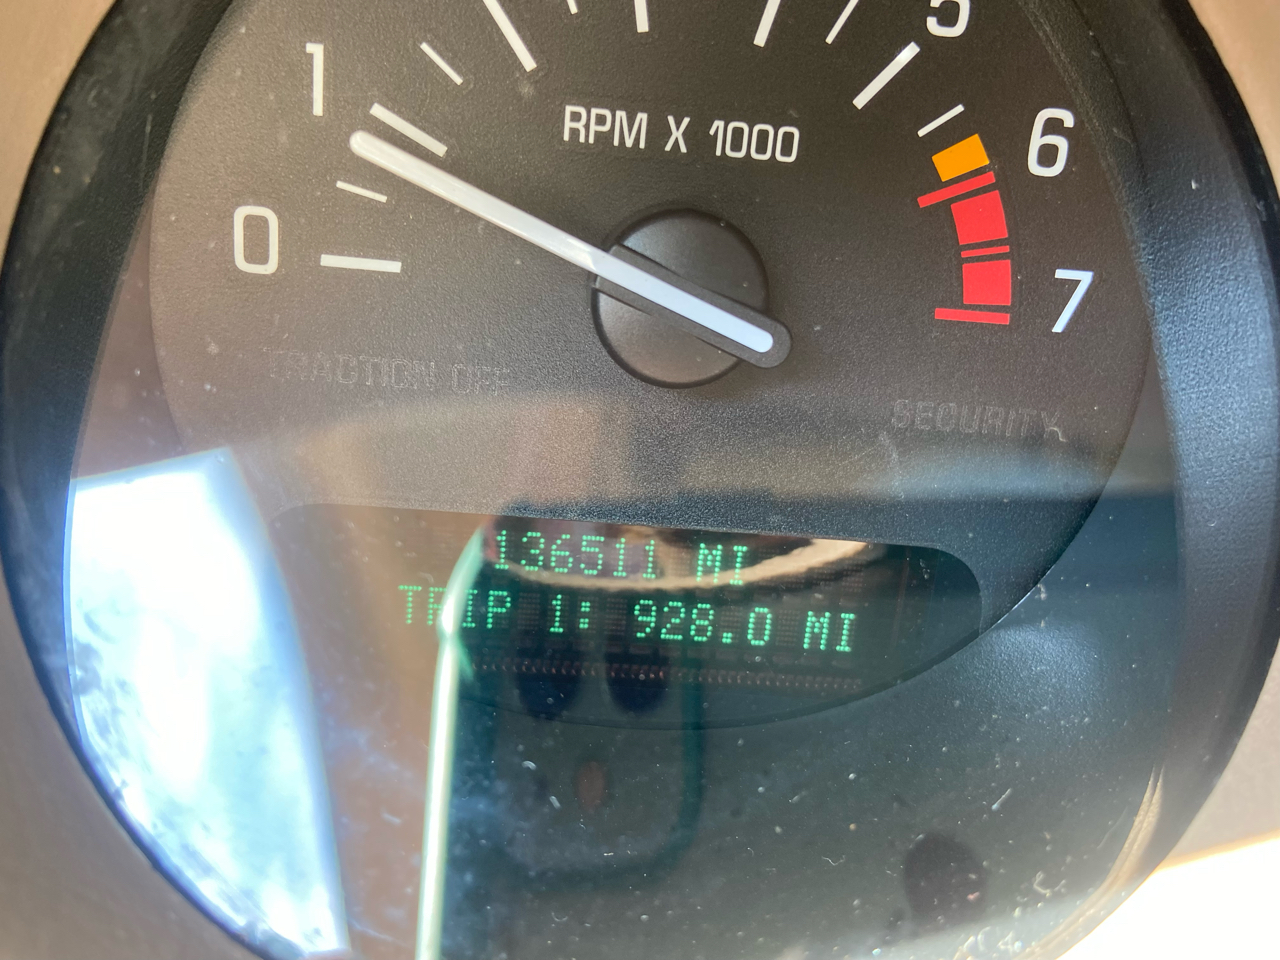 5
1
RPM X 1000
6
0
7
TRACTION OFF
SECURITY
136511 MI
TRIP 1: 928.0 MI